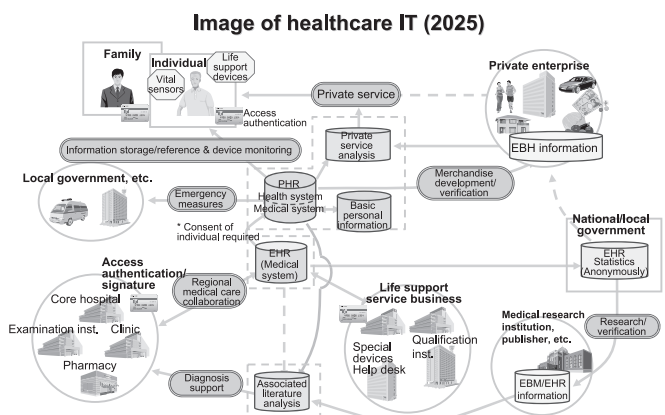 Image of healthcare IT (2025)
Family
Individual
Life
support
devices
Vital
sensors
Access
authentication
Private service
Private enterprise
EBH information
Information storage/reference & device monitoring
Private
service
analysis
Local government, etc.
Emergency
measures
PHR
Health system
Medical system
Basic
personal
information
Merchandise
development/
verification
* Consent of
individual required
National/local
government
EHR
Statistics
(Anonymously)
EHR
(Medical
system)
Access
authentication/
signature
Core hospital
Examination inst.
Clinic
Pharmacy
Regional
medical care
collaboration
Life support
service business
Special
devices
Help desk
Qualification
inst.
Medical research
institution,
publisher, etc.
Research/
verification
EBM/EHR
information
Diagnosis
support
Associated
literature
analysis